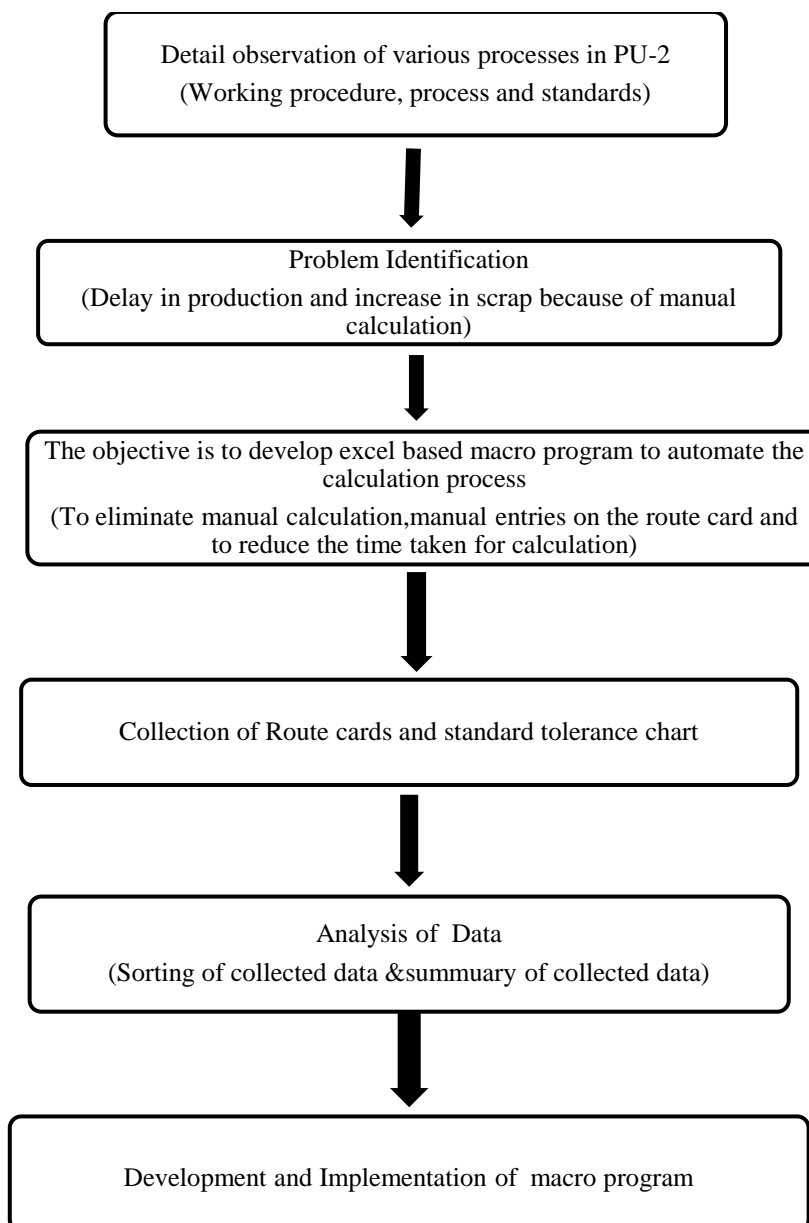 Detail observation of various processes in PU-2
(Working procedure, process and standards)
Problem Identification
(Delay in production and increase in scrap because of manual
calculation)
The objective is to develop excel based macro program to automate the
calculation process
(To eliminate manual calculation,manual entries on the route card and
to reduce the time taken for calculation)
Collection of Route cards and standard tolerance chart
Analysis of  Data
(Sorting of collected data &summuary of collected data)
Development and Implementation of  macro program